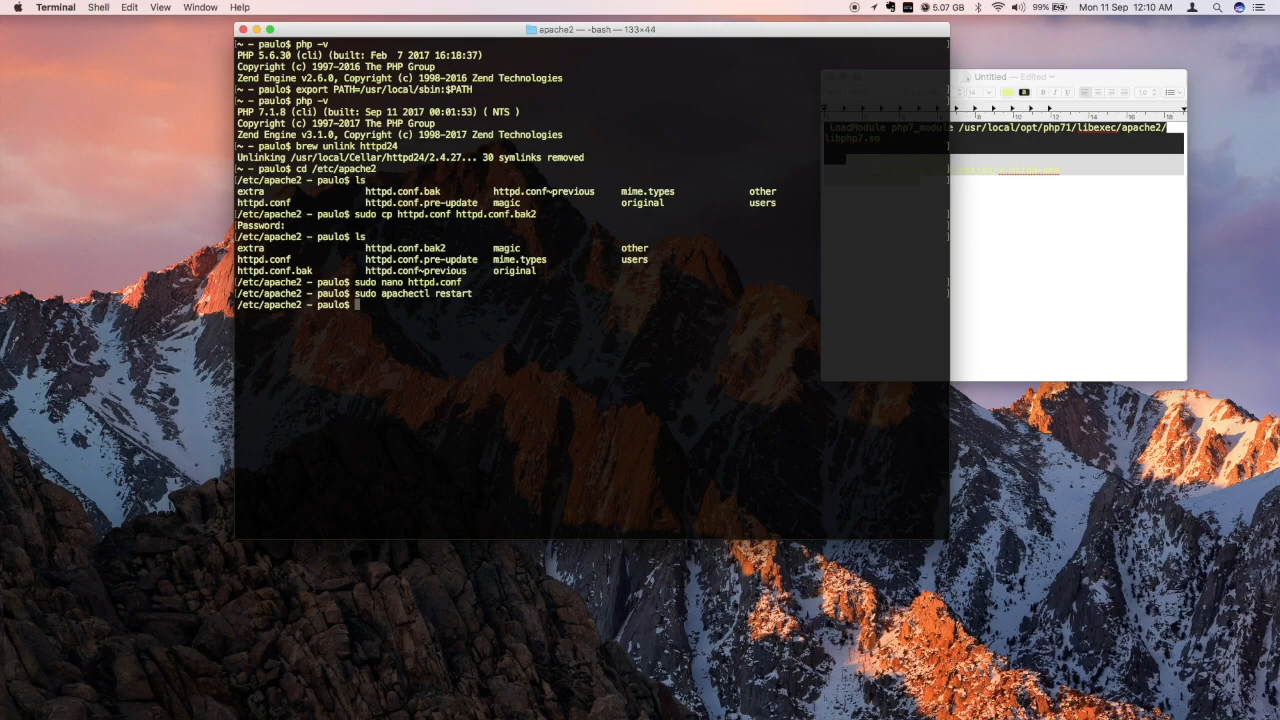 Terminal Shell Edit View Window Help
5.07 GB 99% Mon 11 Sep 12:10 AM
apache2 — -bash — 133×44
[~ - paulo$ php -v ]
PHP 5.6.30 (cli) (built: Feb  7 2017 16:18:37)
Copyright (c) 1997-2016 The PHP Group
Zend Engine v2.6.0, Copyright (c) 1998-2016 Zend Technologies
[~ - paulo$ export PATH=/usr/local/sbin:$PATH ]
[~ - paulo$ php -v ]
PHP 7.1.8 (cli) (built: Sep 11 2017 00:01:53) ( NTS )
Copyright (c) 1997-2017 The PHP Group
Zend Engine v3.1.0, Copyright (c) 1998-2017 Zend Technologies
[~ - paulo$ brew unlink httpd24 ]
Unlinking /usr/local/Cellar/httpd24/2.4.27... 30 symlinks removed
[~ - paulo$ cd /etc/apache2 ]
[/etc/apache2 - paulo$ ls ]
extra httpd.conf.bak httpd.conf~previous mime.types other
httpd.conf httpd.conf.pre-update magic original users
[/etc/apache2 - paulo$ sudo cp httpd.conf httpd.conf.bak2 ]
[Password: ]
[/etc/apache2 - paulo$ ls ]
extra httpd.conf.bak2 magic other
httpd.conf httpd.conf.pre-update mime.types users
httpd.conf.bak httpd.conf~previous original
[/etc/apache2 - paulo$ sudo nano httpd.conf ]
[/etc/apache2 - paulo$ sudo apachectl restart ]
/etc/apache2 - paulo$
Untitled — Edited
14 a B I U 1.0
8 10 12 14 16 18
LoadModule php7_module /usr/local/opt/php71/libexec/apache2/
libphp7.so